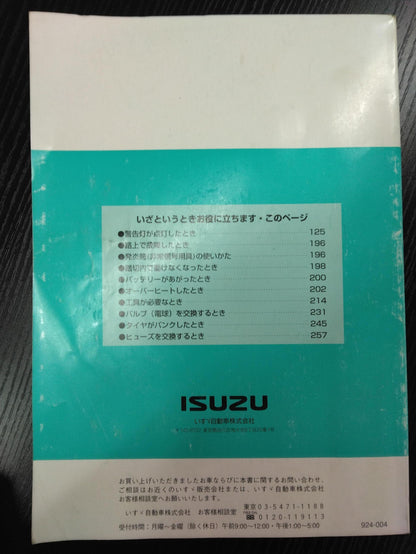 いざというときお役に立ちます・このページ
●警告灯が点灯したとき 125
●路上で故障したとき 196
●発炎筒(非常信号用具)の使いかた 196
●踏切内で動けなくなったとき 198
●バッテリーがあがったとき 200
●オーバーヒートしたとき 202
●工具が必要なとき 214
●バルブ（電球）を交換するとき 231
●タイヤがパンクしたとき 245
●ヒューズを交換するとき 257
ISUZU
いすゞ自動車株式会社
お買い上げいただきましたお車ならびに本書に関するお問い合わせ、
ご相談はお近くのいすゞ販売会社または、いすゞ自動車株式会社
お客様相談室へお願いいたします。
いすゞ自動車株式会社 お客様相談室 東京03-5471-1188
0120-119113
受付時間：月曜〜金曜（除く休日）午前9:00〜12:00・午後1:00〜5:00
924-004